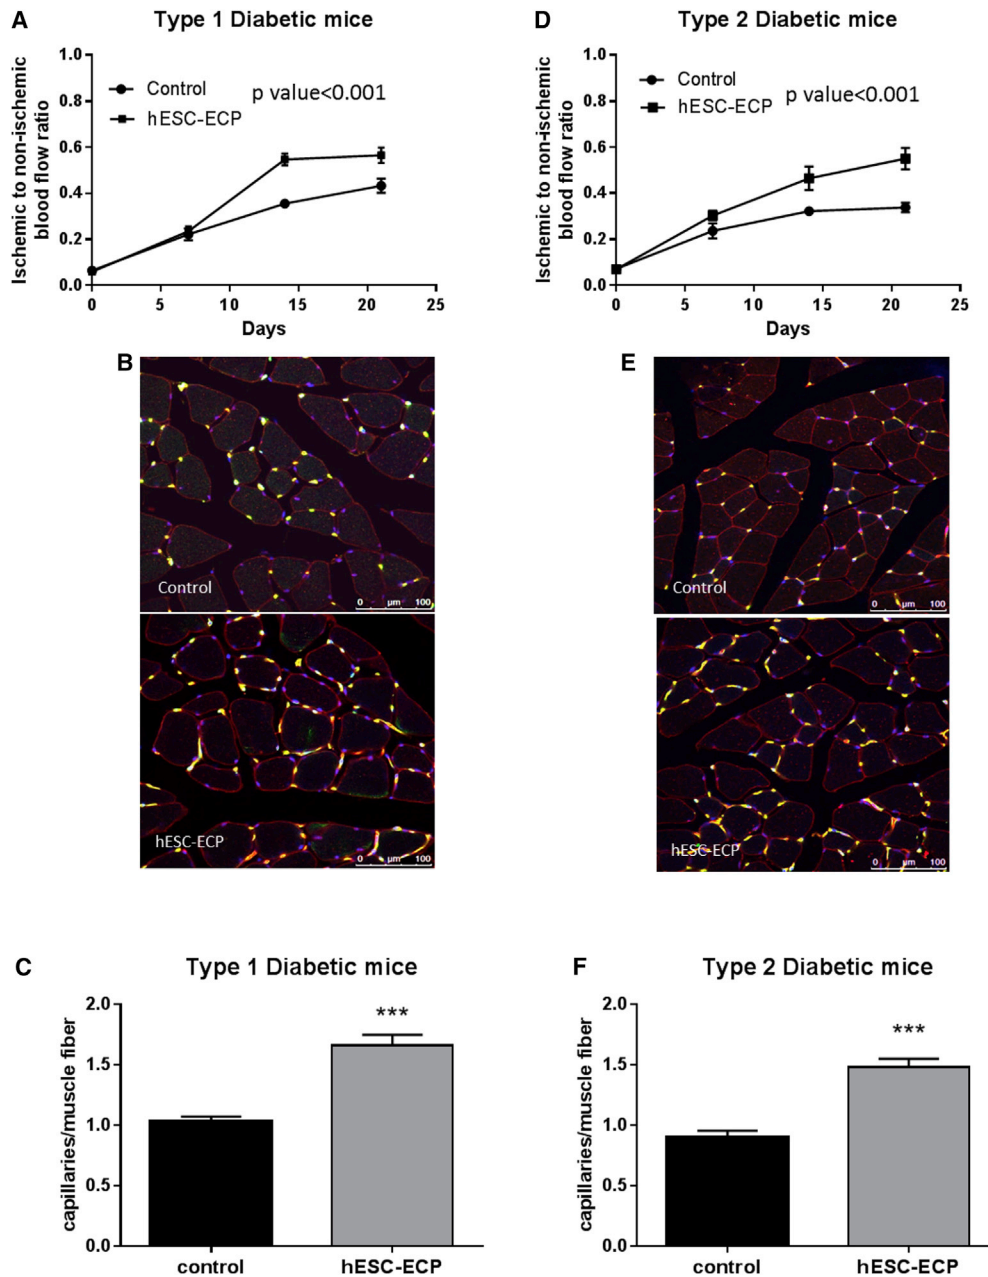 A
Type 1 Diabetic mice
Ischemic to non-ischemic
blood flow ratio
1.0
0.8
0.6
0.4
0.2
0.0
Control
hESC-ECP
p value<0.001
0 5 10 15 20 25
Days
D
Type 2 Diabetic mice
Ischemic to non-ischemic
blood flow ratio
1.0
0.8
0.6
0.4
0.2
0.0
Control
hESC-ECP
p value<0.001
0 5 10 15 20 25
Days
B
Control
0 µm 100
hESC-ECP
0 µm 100
E
Control
0 µm 100
hESC-ECP
0 µm 100
C
Type 1 Diabetic mice
capillaries/muscle fiber
2.0
1.5
1.0
0.5
0.0
***
control hESC-ECP
F
Type 2 Diabetic mice
capillaries/muscle fiber
2.0
1.5
1.0
0.5
0.0
***
control hESC-ECP